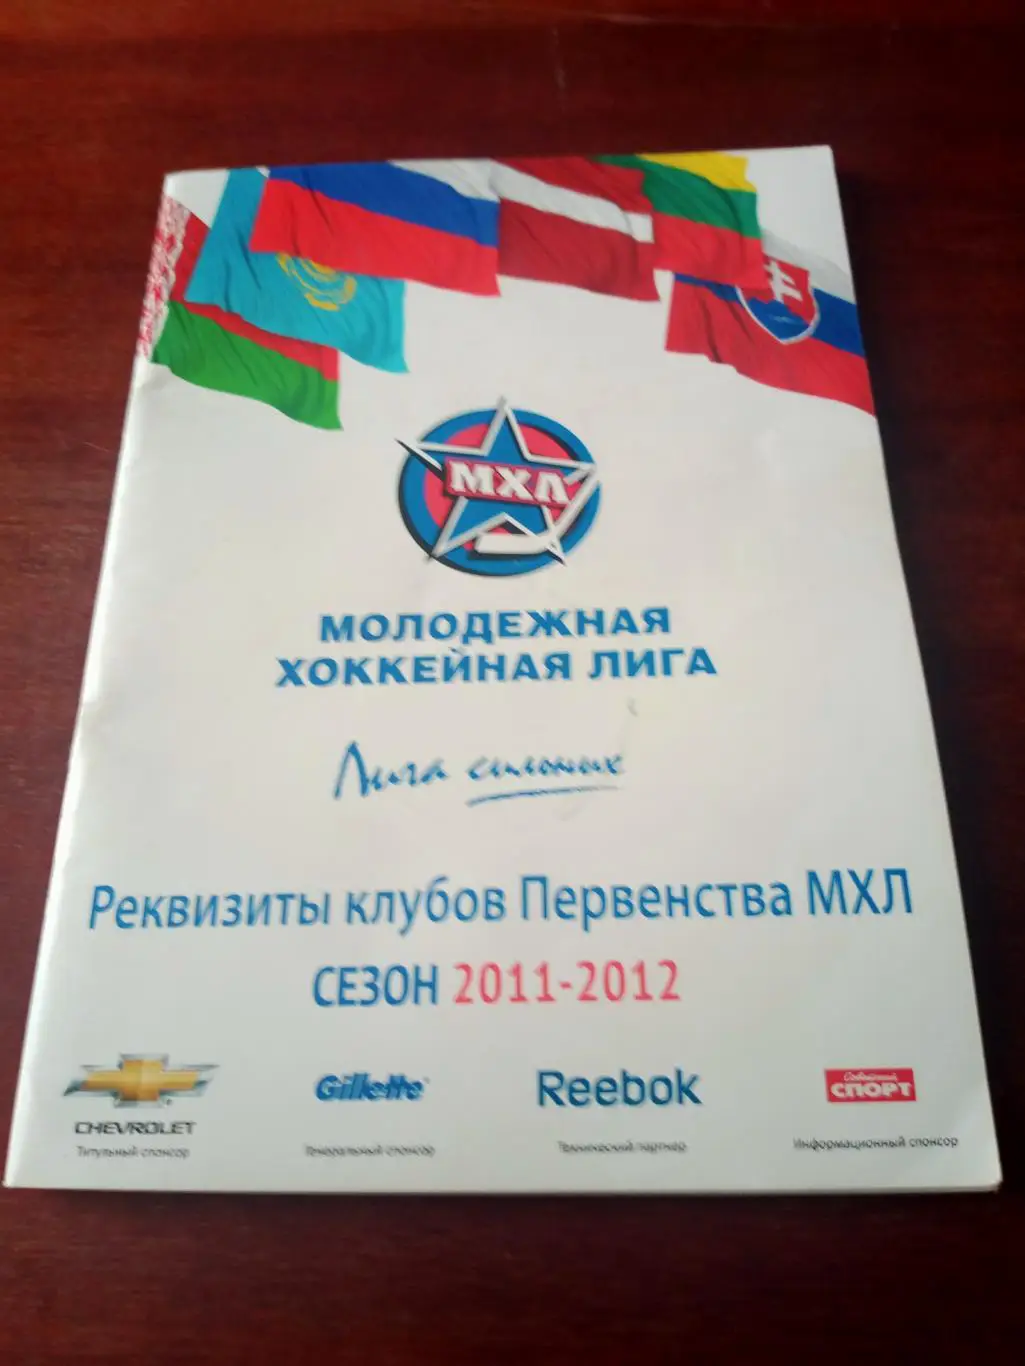 МХЛ
МОЛОДЕЖНАЯ
ХОККЕЙНАЯ ЛИГА
Лига сильных
Реквизиты клубов Первенства МХЛ
СЕЗОН 2011-2012
CHEVROLET
Титульный спонсор
Gillette
Генеральный спонсор
Reebok
Технический партнер
Советский
СПОРТ
Информационный спонсор